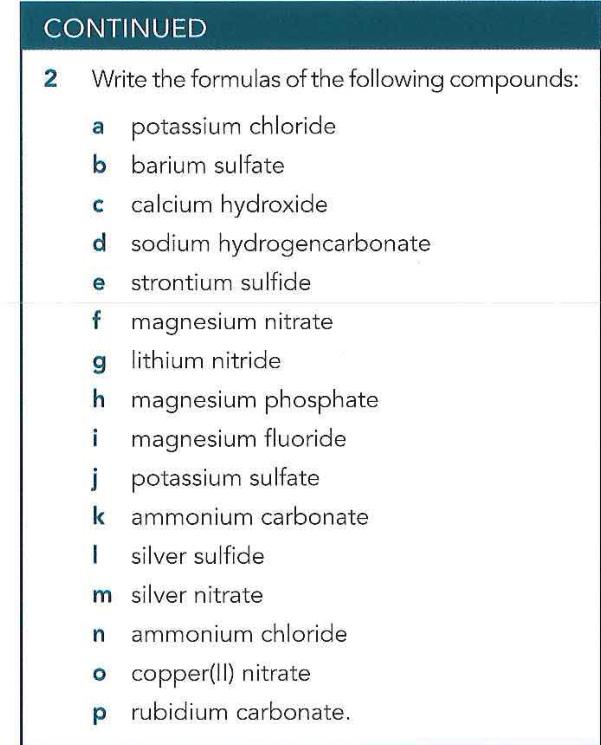 CONTINUED
2 Write the formulas of the following compounds:
a potassium chloride
b barium sulfate
c calcium hydroxide
d sodium hydrogencarbonate
e strontium sulfide
f magnesium nitrate
g lithium nitride
h magnesium phosphate
i magnesium fluoride
j potassium sulfate
k ammonium carbonate
l silver sulfide
m silver nitrate
n ammonium chloride
o copper(II) nitrate
p rubidium carbonate.